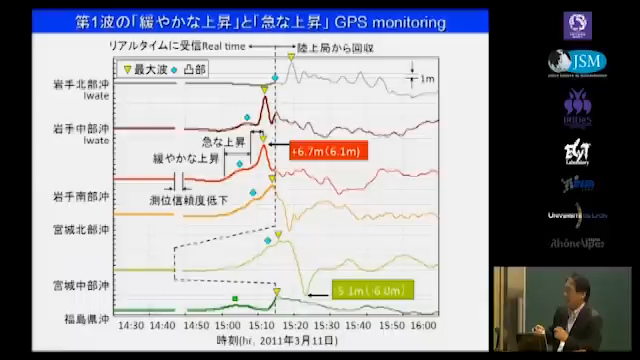 第1波の「緩やかな上昇」と「急な上昇」 GPS monitoring
リアルタイムに受信Real time
陸上局から回収
最大波 凸部
1m
岩手北部沖
Iwate
岩手中部沖
Iwate
急な上昇
緩やかな上昇
+6.7m(6.1m)
測位信頼度低下
岩手南部沖
宮城北部沖
宮城中部沖
福島県沖
14:30 14:40 14:50 15:00 15:10 15:20 15:30 15:40 15:50 16:00
時刻(hr, 2011年3月11日)
JSM
UNIVERSITÉ DE LYON
RhôneAlpes